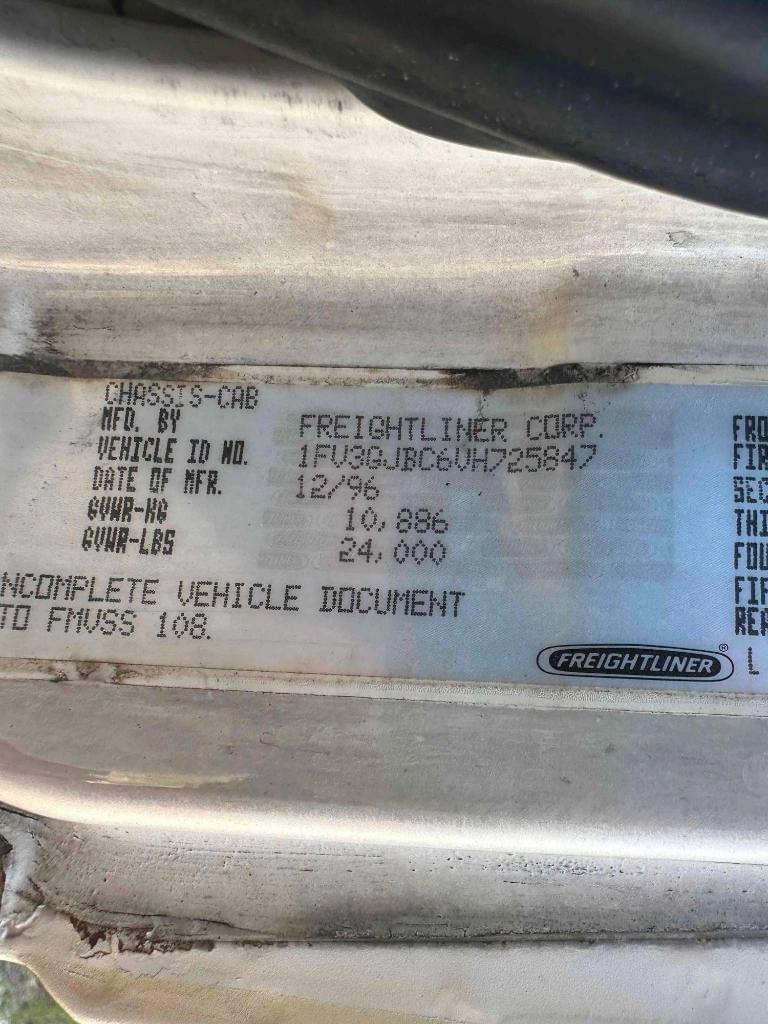 CHASSIS-CAB
MFD. BY FREIGHTLINER CORP.
VEHICLE ID NO. 1FV3GJBC6VH725847
DATE OF MFR. 12/96
GVWR-KG 10,886
GVWR-LBS 24,000
NCOMPLETE VEHICLE DOCUMENT
TO FMVSS 108.
FREIGHTLINER®
FRO
FIR
SEC
THI
FOU
FIF
REA
L